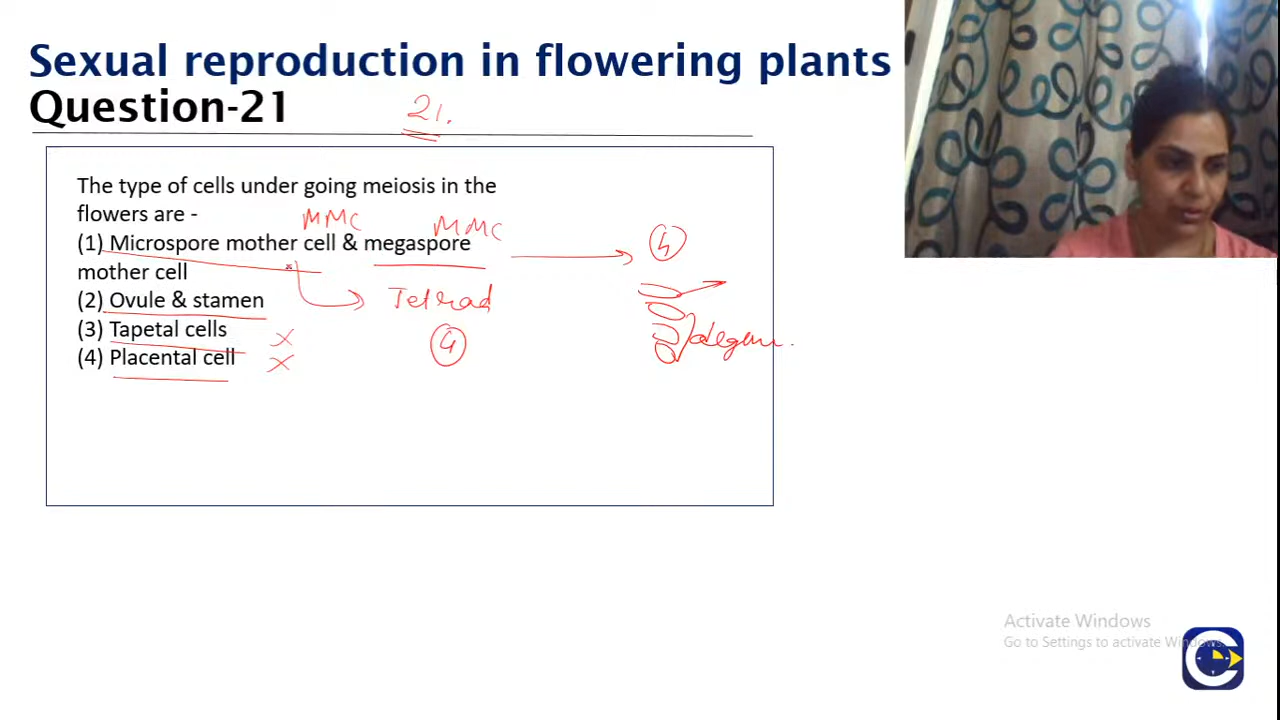 Sexual reproduction in flowering plants
Question-21
21.
The type of cells under going meiosis in the
flowers are -
MMC MMC
(1) Microspore mother cell & megaspore
mother cell
4
(2) Ovule & stamen
Tetrad
(3) Tapetal cells X
4
(4) Placental cell X
Activate Windows
Go to Settings to activate Windows.